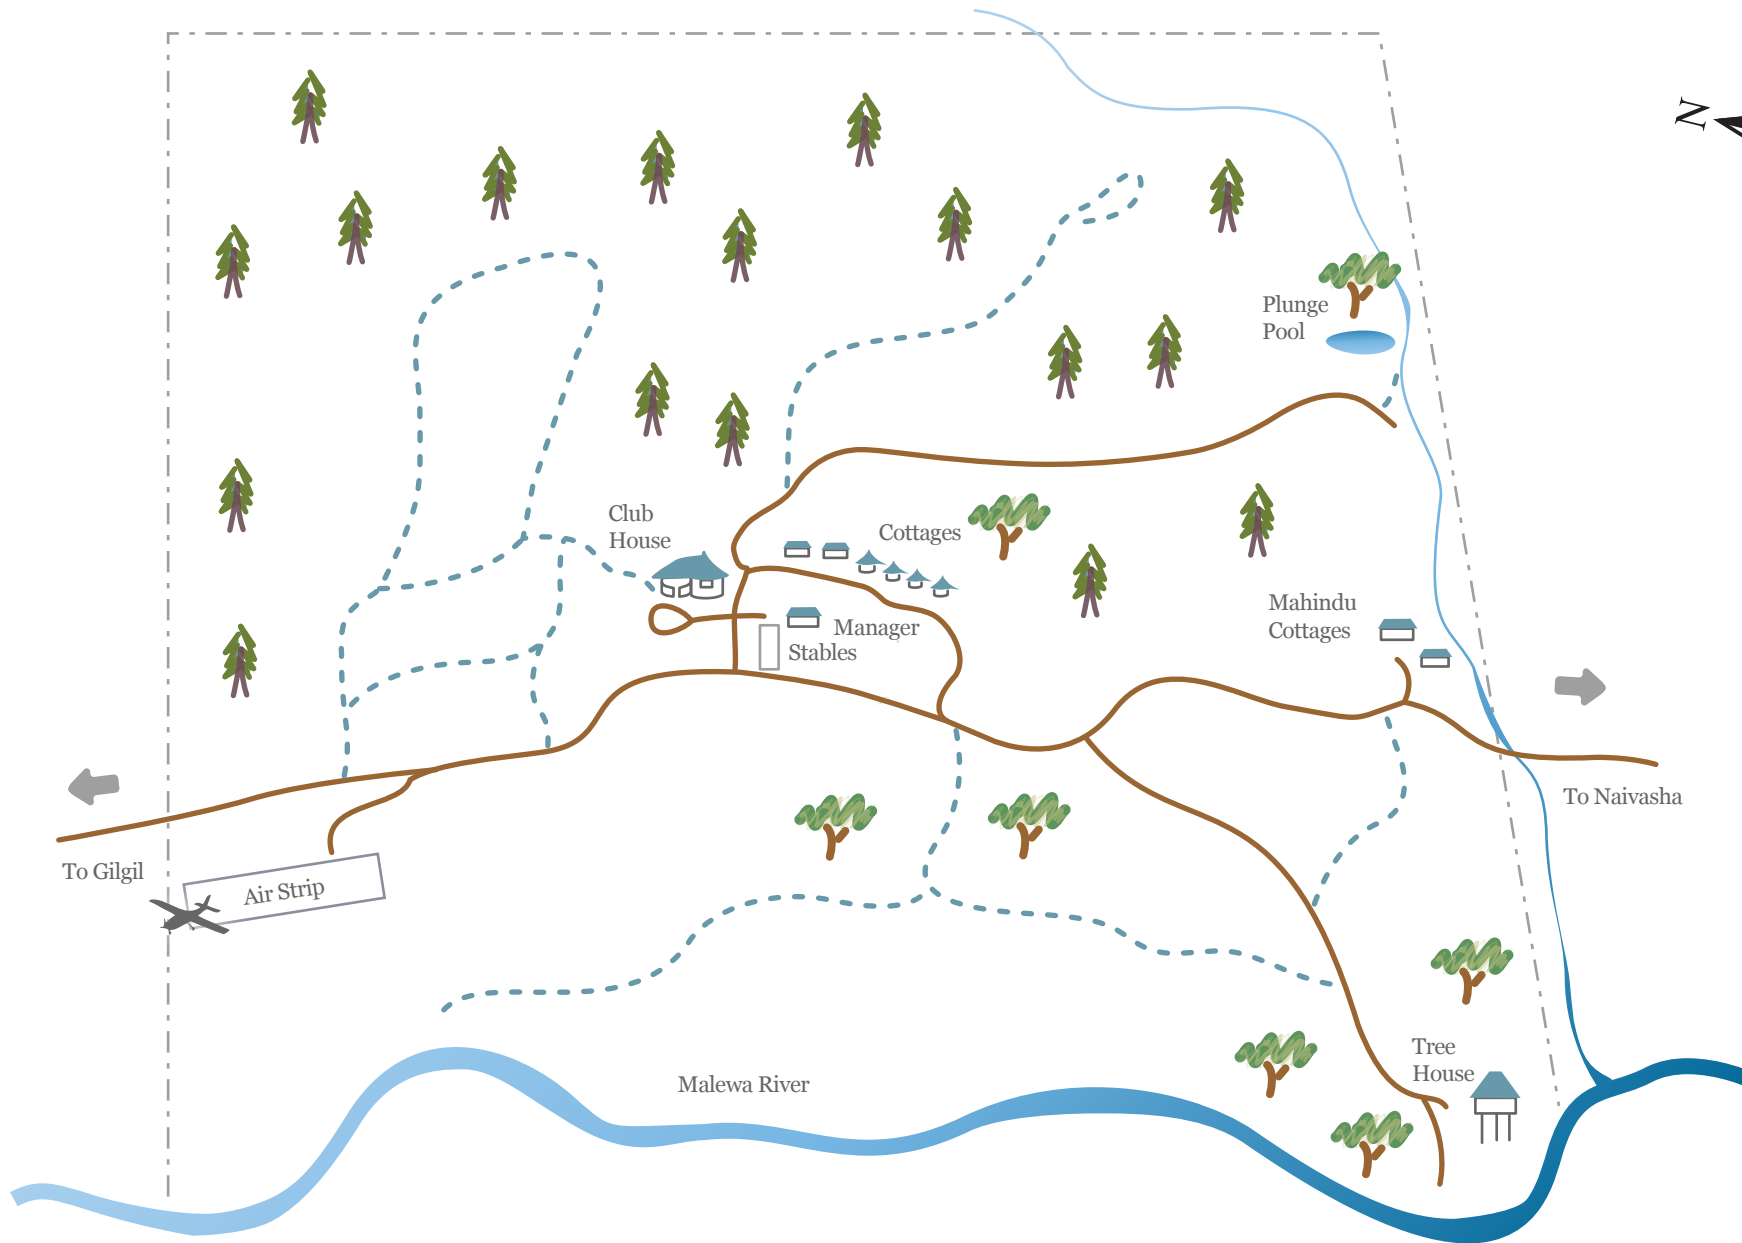 N
Plunge
Pool
Club
House
Cottages
Mahindu
Cottages
Manager
Stables
To Naivasha
To Gilgil
Air Strip
Tree
House
Malewa River